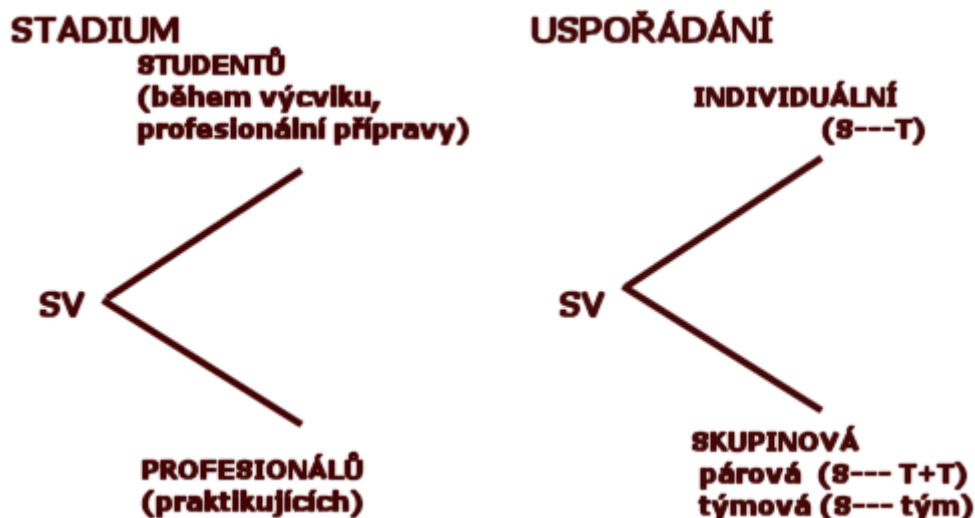 STADIUM
STUDENTŮ
(během výcviku,
profesionální přípravy)
SV
PROFESIONÁLŮ
(praktikujících)
USPOŘÁDÁNÍ
INDIVIDUÁLNÍ
(S---T)
SV
SKUPINOVÁ
párová (S--- T+T)
týmová (S--- tým)